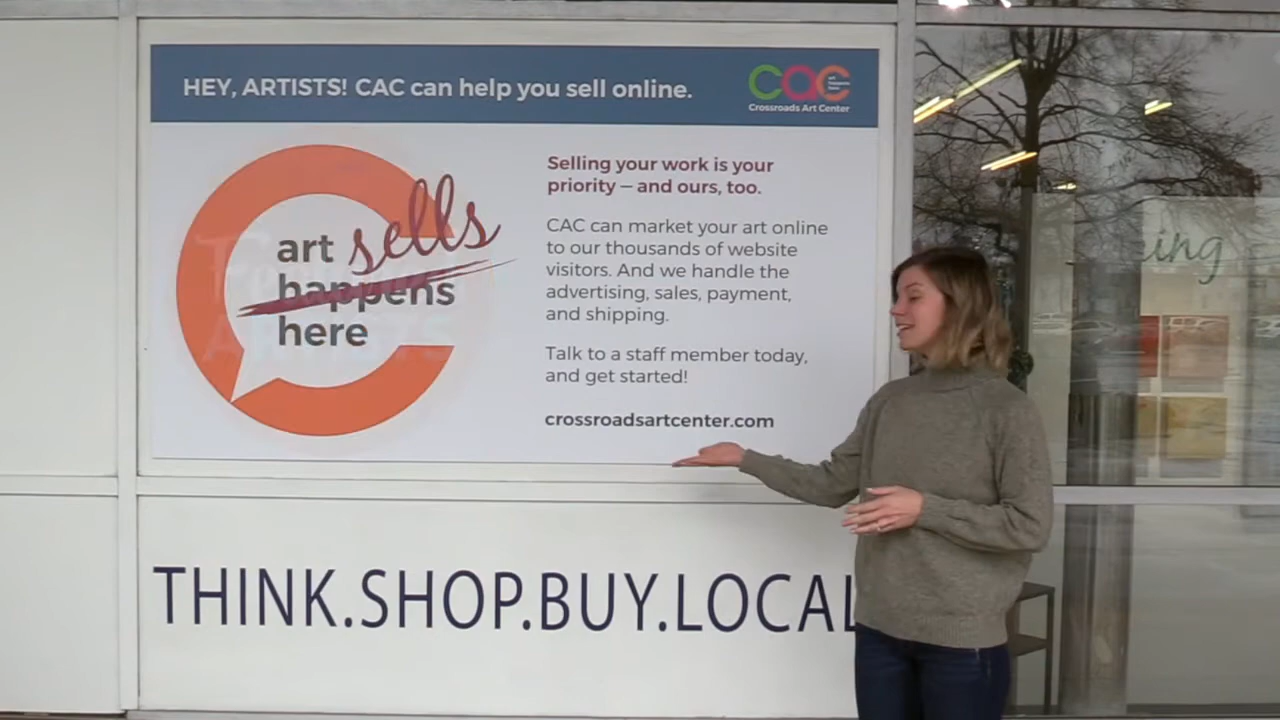 HEY, ARTISTS! CAC can help you sell online.
CAC
Crossroads Art Center
art sells
happens
here
Selling your work is your
priority – and ours, too.
CAC can market your art online
to our thousands of website
visitors. And we handle the
advertising, sales, payment,
and shipping.
Talk to a staff member today,
and get started!
crossroadsartcenter.com
THINK.SHOP.BUY.LOCAL